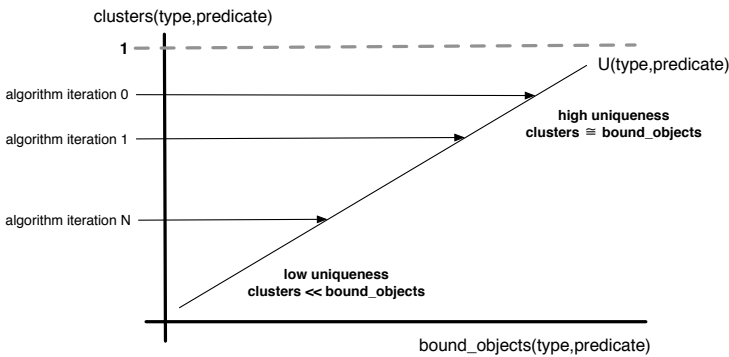 clusters(type,predicate)
1
U(type,predicate)
algorithm iteration 0
high uniqueness
clusters ≅ bound_objects
algorithm iteration 1
algorithm iteration N
low uniqueness
clusters << bound_objects
bound_objects(type,predicate)